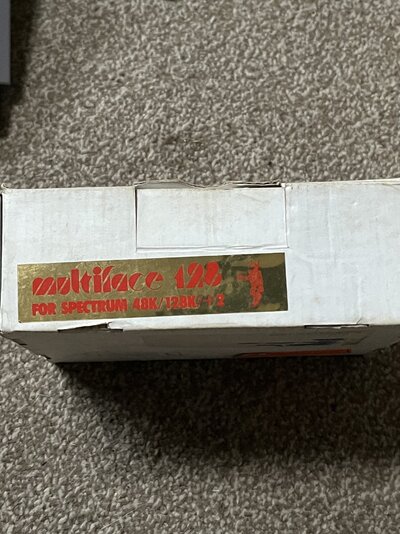 multiface 128
FOR SPECTRUM 48K/128K/+2